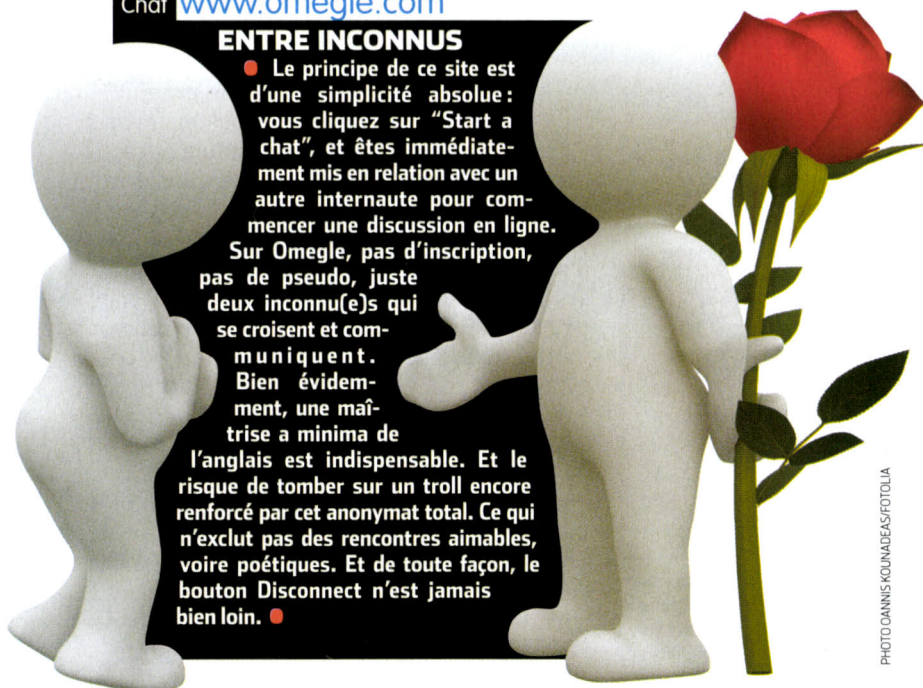 Chat www.omegle.com
ENTRE INCONNUS
Le principe de ce site est
d'une simplicité absolue :
vous cliquez sur "Start a
chat", et êtes immédiate-
ment mis en relation avec un
autre internaute pour com-
mencer une discussion en ligne.
Sur Omegle, pas d'inscription,
pas de pseudo, juste
deux inconnu(e)s qui
se croisent et com-
muniquent.
Bien évidem-
ment, une maî-
trise a minima de
l'anglais est indispensable. Et le
risque de tomber sur un troll encore
renforcé par cet anonymat total. Ce qui
n'exclut pas des rencontres aimables,
voire poétiques. Et de toute façon, le
bouton Disconnect n'est jamais
bien loin.
PHOTO OANNIS KOUNADEAS/FOTOLIA